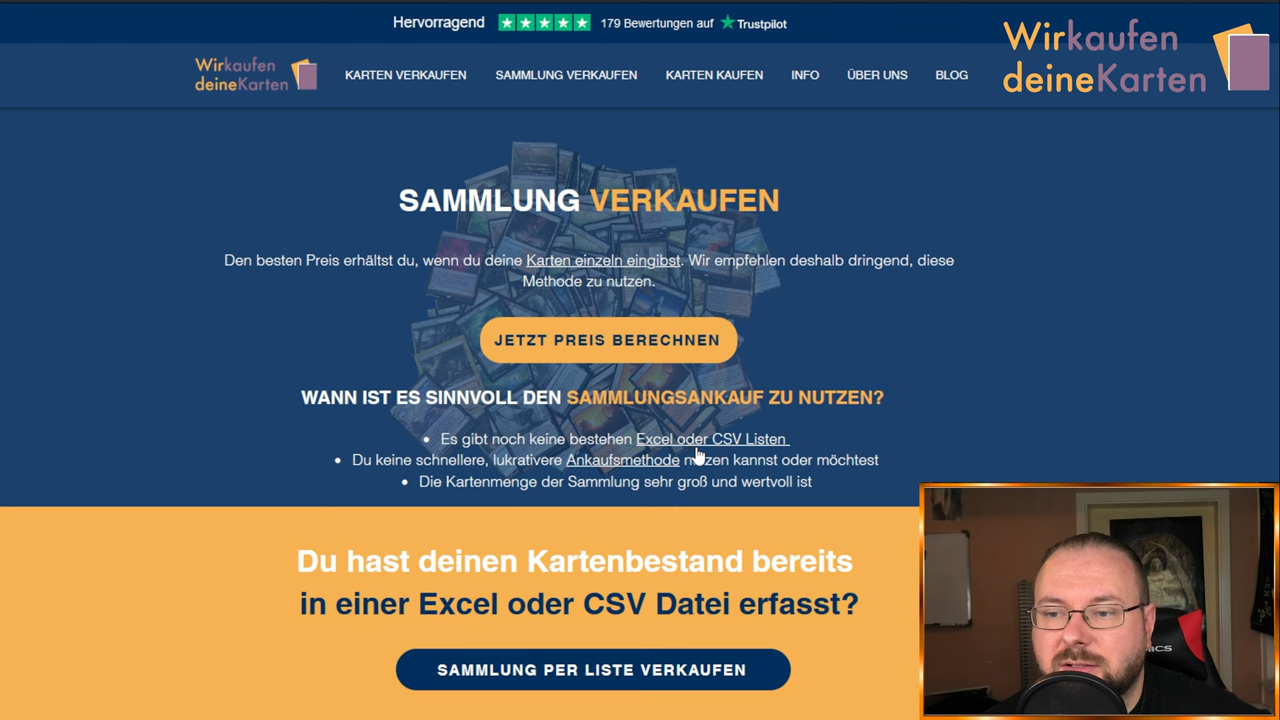 Hervorragend 179 Bewertungen auf Trustpilot
Wirkaufen
deineKarten
Wirkaufen
deineKarten
KARTEN VERKAUFEN SAMMLUNG VERKAUFEN KARTEN KAUFEN INFO ÜBER UNS BLOG
SAMMLUNG VERKAUFEN
Den besten Preis erhältst du, wenn du deine Karten einzeln eingibst. Wir empfehlen deshalb dringend, diese
Methode zu nutzen.
JETZT PREIS BERECHNEN
WANN IST ES SINNVOLL DEN SAMMLUNGSANKAUF ZU NUTZEN?
• Es gibt noch keine bestehen Excel oder CSV Listen
• Du keine schnellere, lukrativere Ankaufsmethode nutzen kannst oder möchtest
• Die Kartenmenge der Sammlung sehr groß und wertvoll ist
Du hast deinen Kartenbestand bereits
in einer Excel oder CSV Datei erfasst?
SAMMLUNG PER LISTE VERKAUFEN